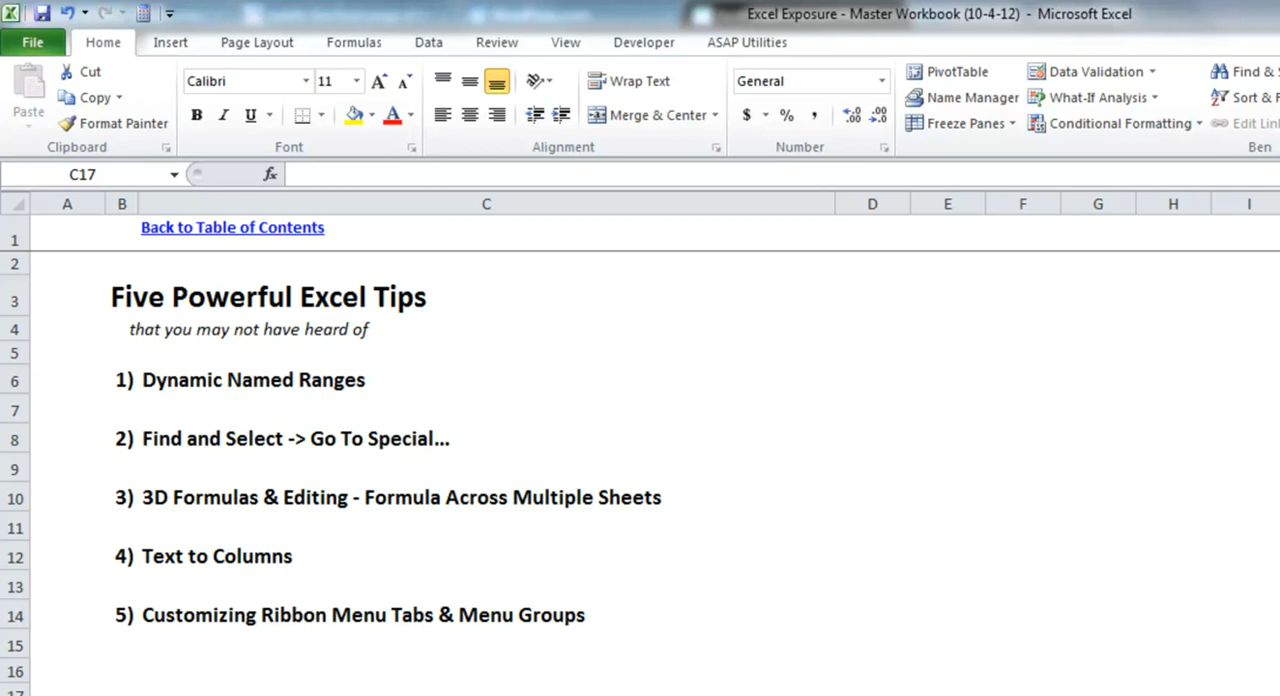 Excel Exposure - Master Workbook (10-4-12) - Microsoft Excel
File Home Insert Page Layout Formulas Data Review View Developer ASAP Utilities
Cut Calibri 11 Wrap Text General PivotTable Data Validation Find &
Paste Copy Name Manager What-If Analysis Sort &
Format Painter B I U Merge & Center $ % , Freeze Panes Conditional Formatting Edit
Clipboard Font Alignment Number Ben
C17 fx
A B C D E F G H I
1 Back to Table of Contents
2
3 Five Powerful Excel Tips
4 that you may not have heard of
5
6 1) Dynamic Named Ranges
7
8 2) Find and Select -> Go To Special...
9
10 3) 3D Formulas & Editing - Formula Across Multiple Sheets
11
12 4) Text to Columns
13
14 5) Customizing Ribbon Menu Tabs & Menu Groups
15
16
17